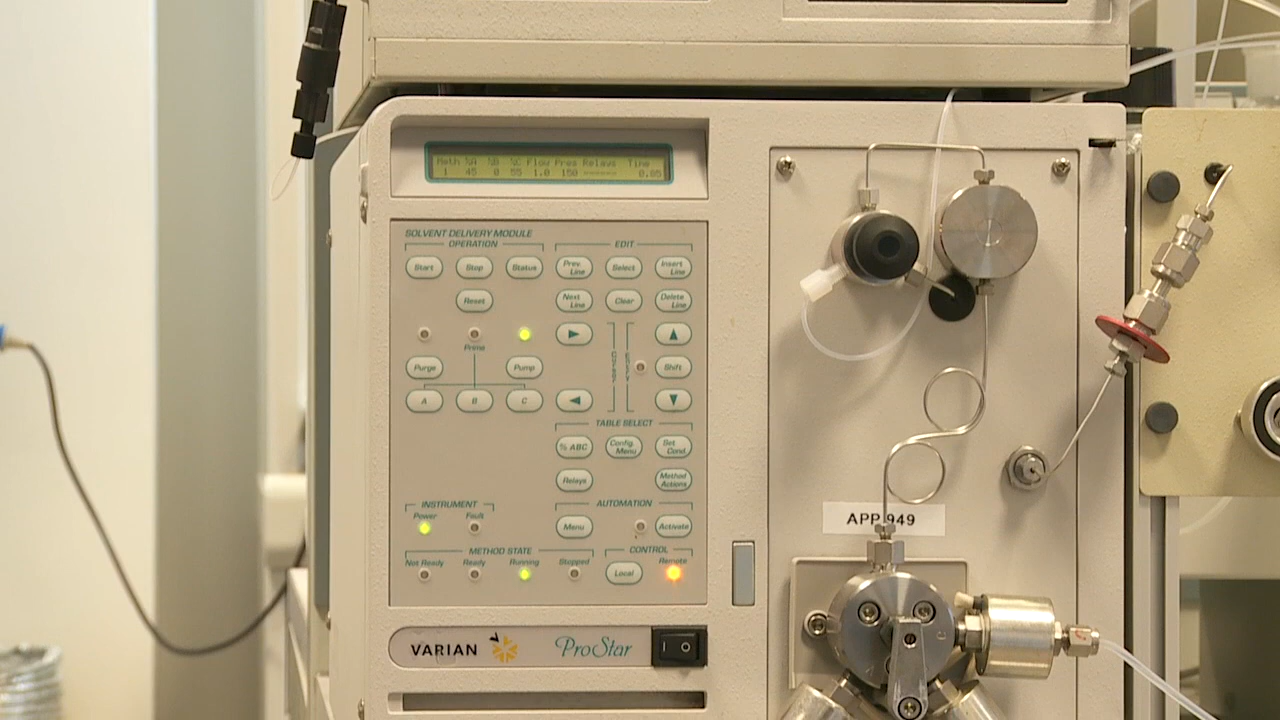 Meth %A %B %C Flow Pres Relays Time
1 45 0 55 1.0 150 ------ 0.05
SOLVENT DELIVERY MODULE
OPERATION EDIT
Start Stop Status Prev. Line Select Insert Line
Reset Next Line Clear Delete Line
Prime
Purge Pump Shift
A B C
TABLE SELECT
% ABC Config. Menu Set Cond.
Relays Method Actions
INSTRUMENT AUTOMATION
Power Fault
Menu Activate
METHOD STATE CONTROL
Not Ready Ready Running Stopped Remote
Local
APP 949
VARIAN ProStar